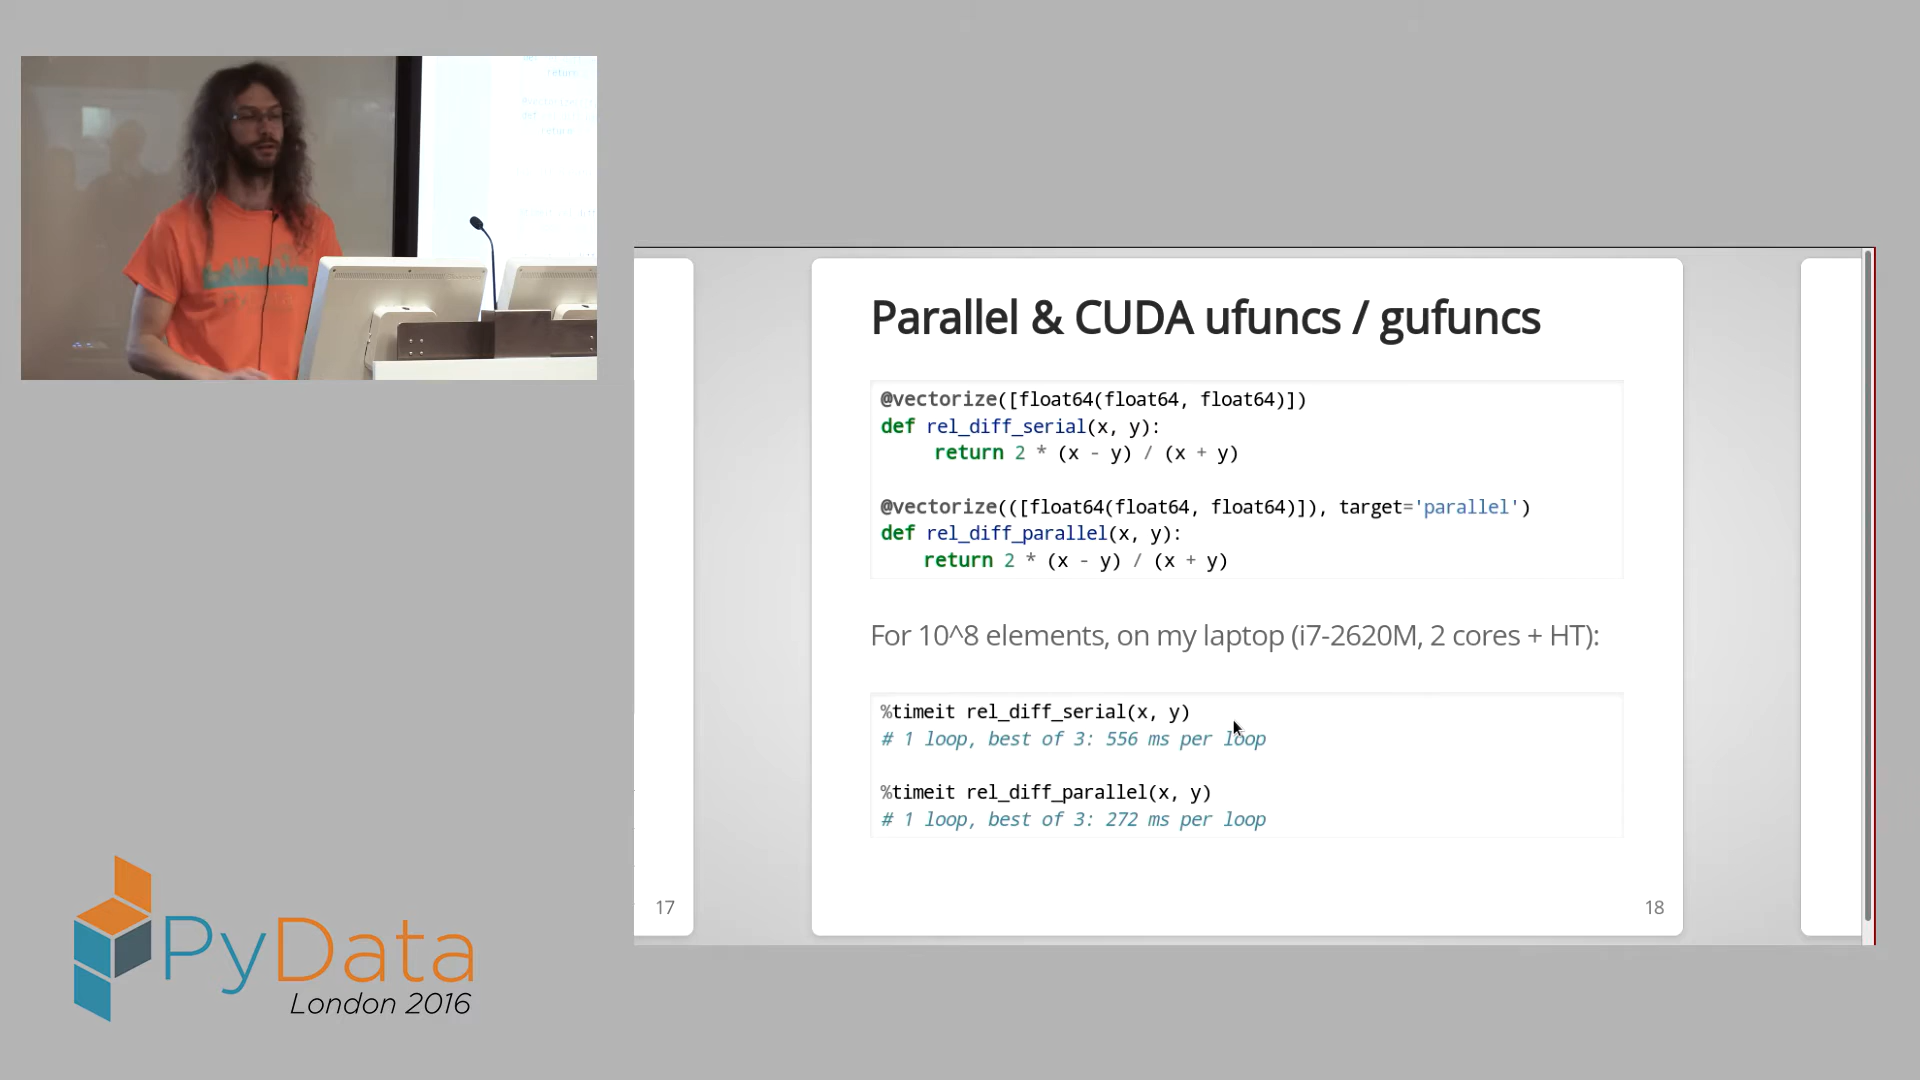 Parallel & CUDA ufuncs / gufuncs
@vectorize([float64(float64, float64)])
def rel_diff_serial(x, y):
    return 2 * (x - y) / (x + y)
@vectorize(([float64(float64, float64)]), target='parallel')
def rel_diff_parallel(x, y):
    return 2 * (x - y) / (x + y)
For 10^8 elements, on my laptop (i7-2620M, 2 cores + HT):
%timeit rel_diff_serial(x, y)
# 1 loop, best of 3: 556 ms per loop
%timeit rel_diff_parallel(x, y)
# 1 loop, best of 3: 272 ms per loop
17
18
PyData
London 2016